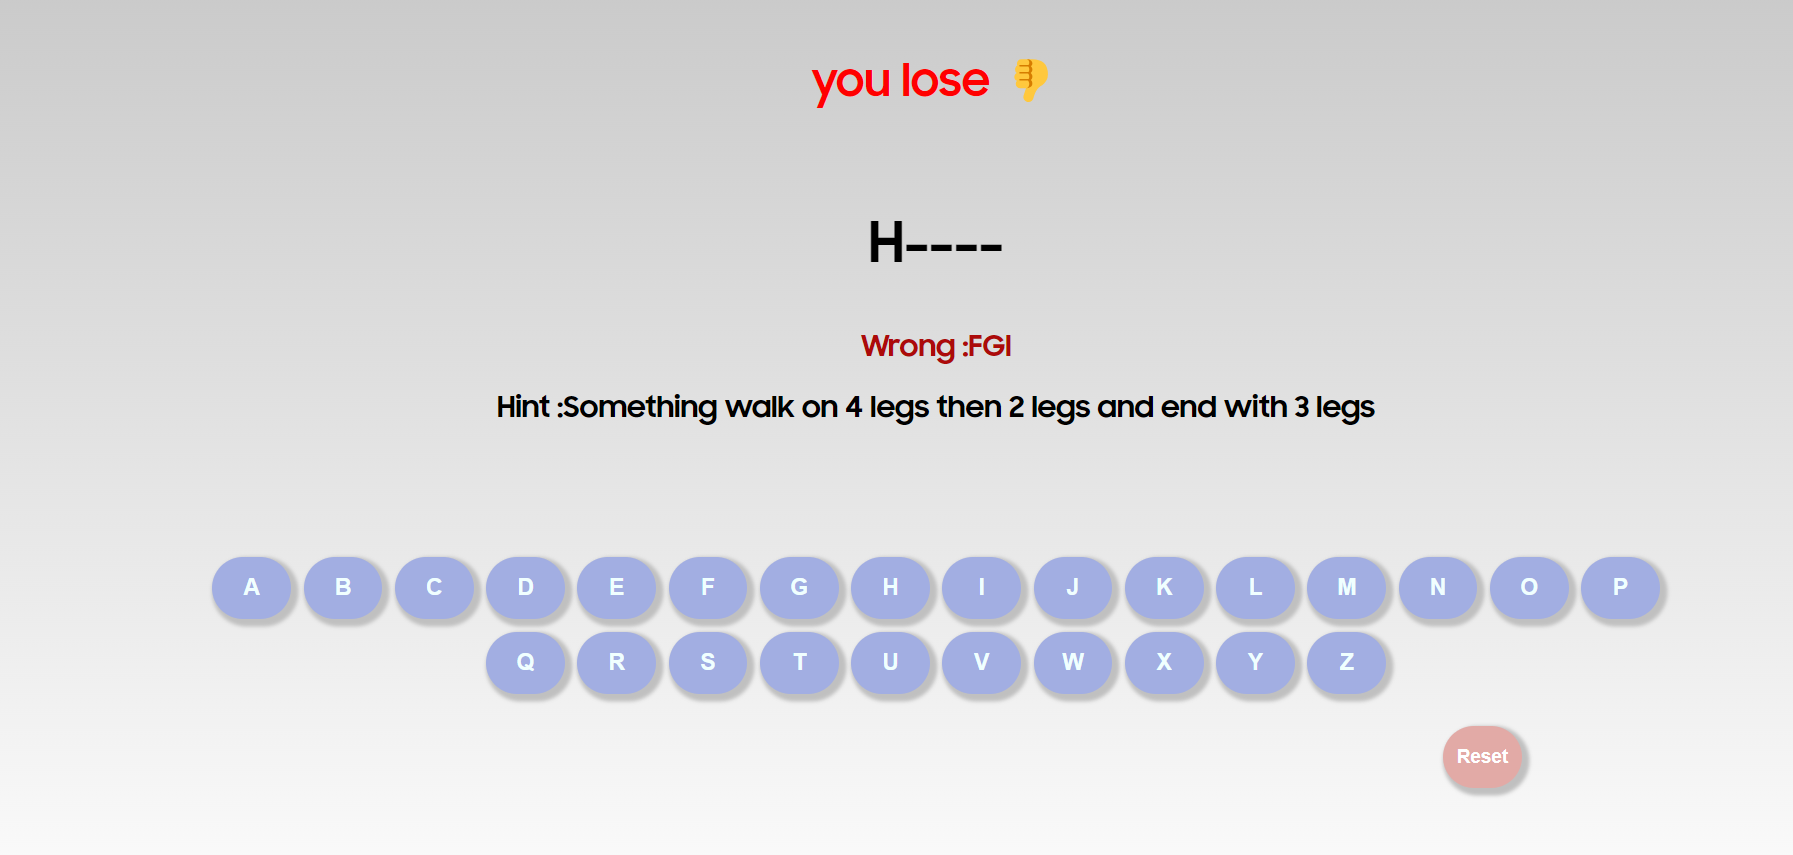 you lose 👎
H----
Wrong :FGI
Hint :Something walk on 4 legs then 2 legs and end with 3 legs
A B C D E F G H I J K L M N O P
Q R S T U V W X Y Z
Reset